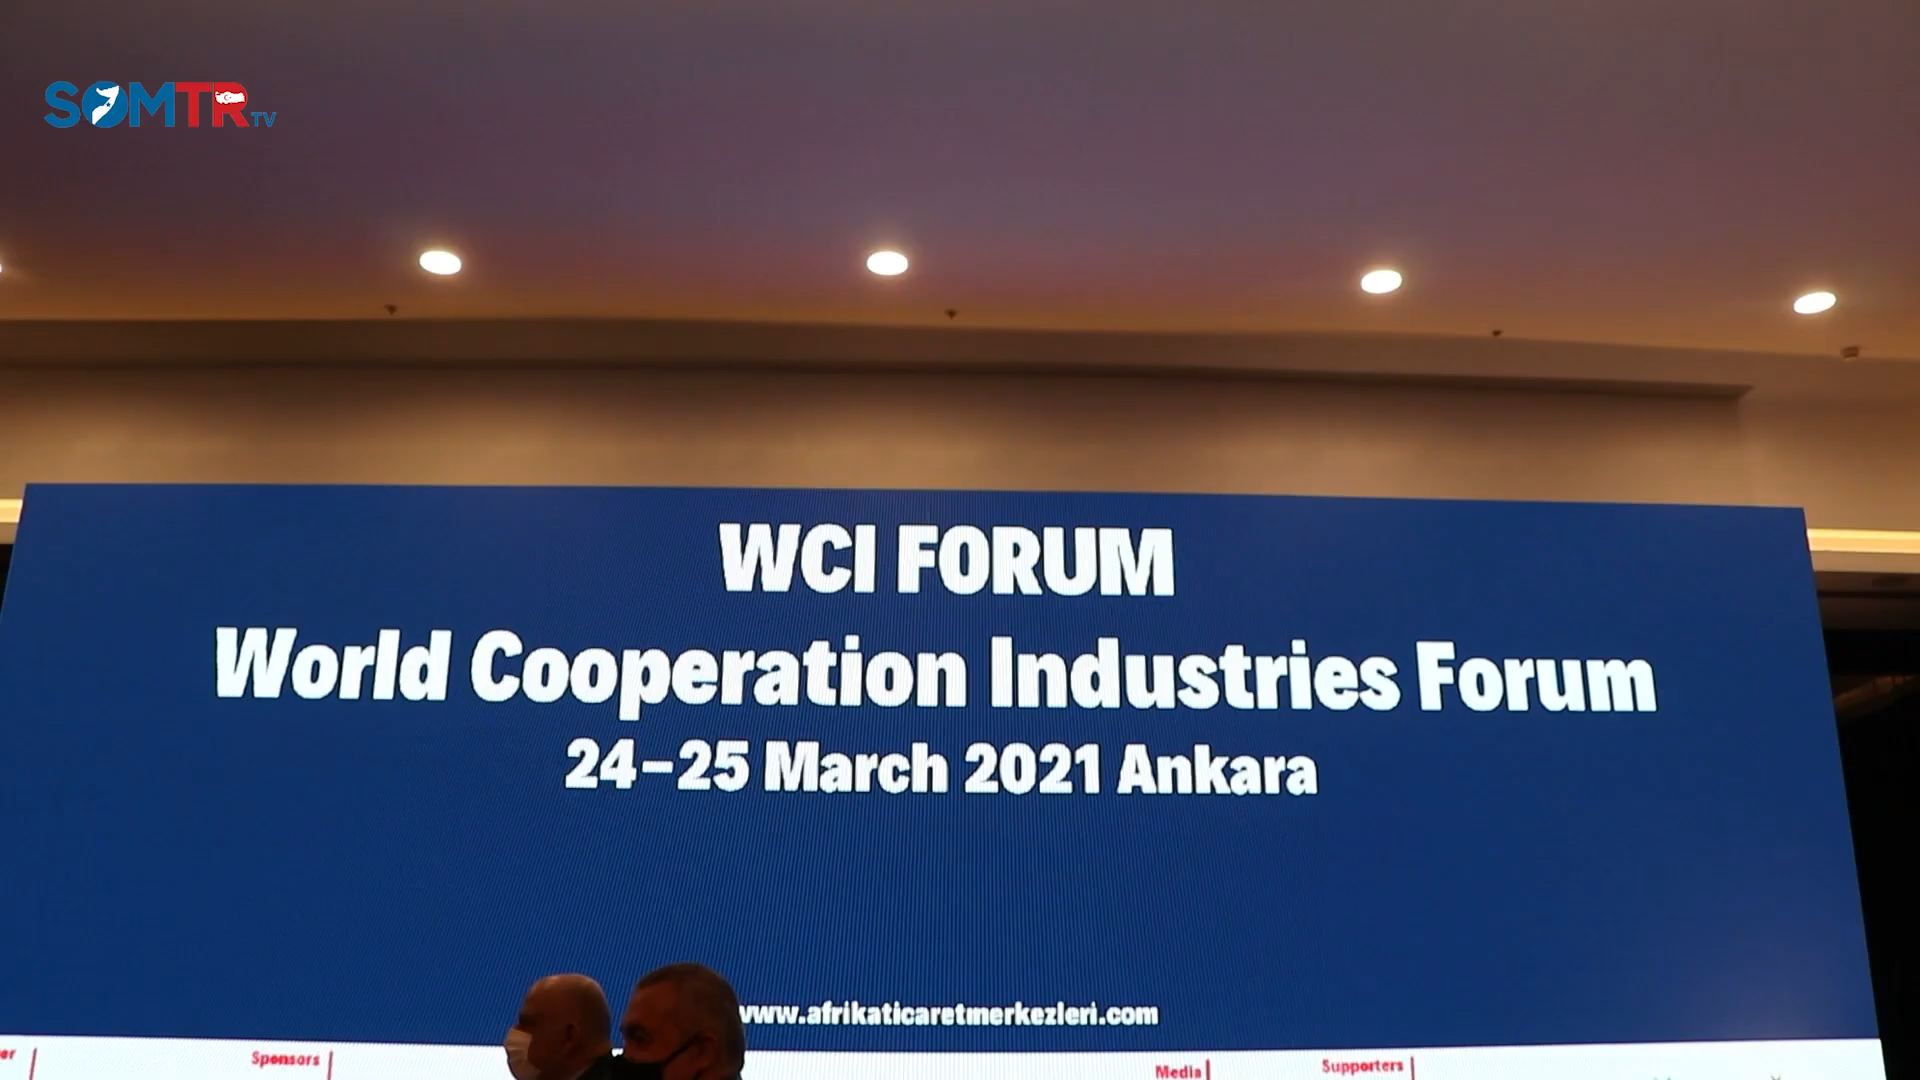 SOMTR TV
WCI FORUM
World Cooperation Industries Forum
24-25 March 2021 Ankara
www.afrikaticaretmerkezleri.com
Sponsors
Media
Supporters